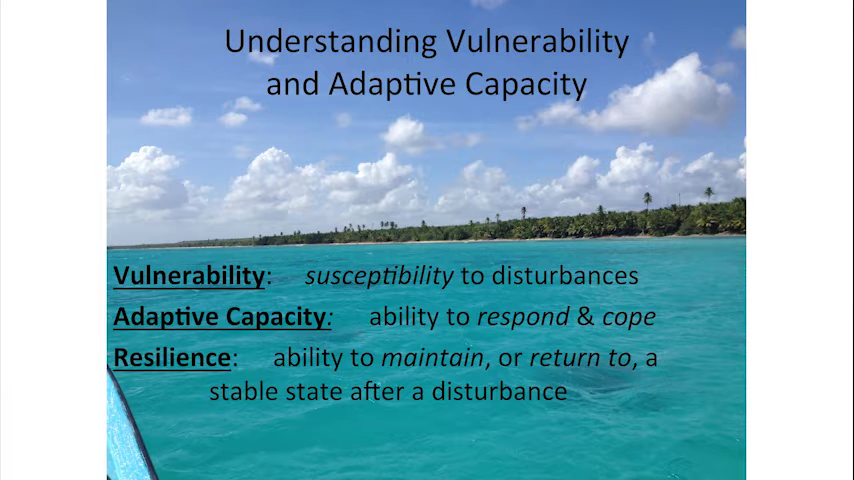 Understanding Vulnerability
and Adaptive Capacity
Vulnerability: susceptibility to disturbances
Adaptive Capacity: ability to respond & cope
Resilience: ability to maintain, or return to, a
stable state after a disturbance